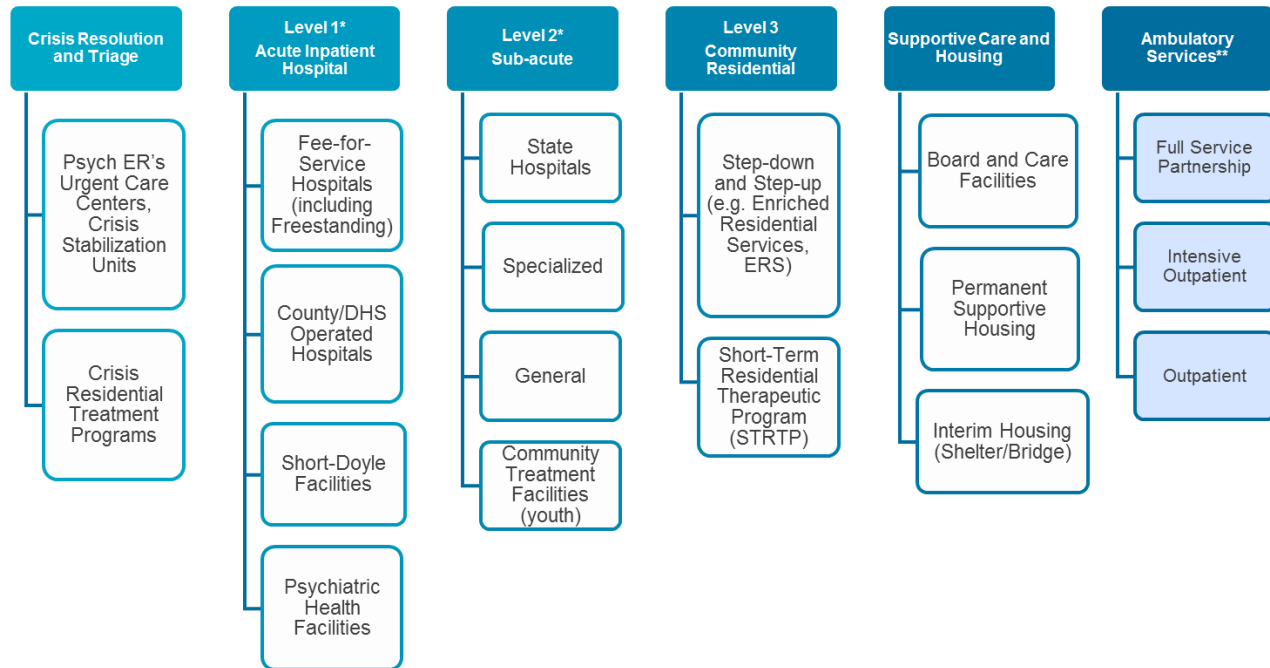 Crisis Resolution
and Triage
Psych ER's
Urgent Care
Centers,
Crisis
Stabilization
Units
Crisis
Residential
Treatment
Programs
Level 1*
Acute Inpatient
Hospital
Fee-for-
Service
Hospitals
(including
Freestanding)
County/DHS
Operated
Hospitals
Short-Doyle
Facilities
Psychiatric
Health
Facilities
Level 2*
Sub-acute
State
Hospitals
Specialized
General
Community
Treatment
Facilities
(youth)
Level 3
Community
Residential
Step-down
and Step-up
(e.g. Enriched
Residential
Services,
ERS)
Short-Term
Residential
Therapeutic
Program
(STRTP)
Supportive Care and
Housing
Board and Care
Facilities
Permanent
Supportive
Housing
Interim Housing
(Shelter/Bridge)
Ambulatory
Services**
Full Service
Partnership
Intensive
Outpatient
Outpatient